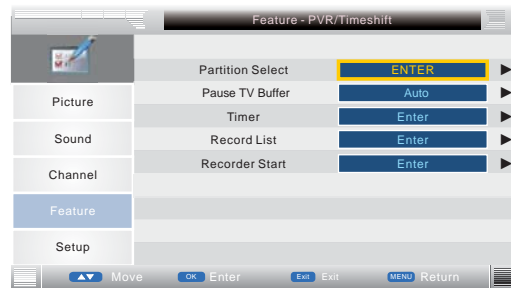 Feature - PVR/Timeshift
Partition Select ENTER
Pause TV Buffer Auto
Timer Enter
Record List Enter
Recorder Start Enter
Picture
Sound
Channel
Feature
Setup
Move OK Enter Exit Exit MENU Return